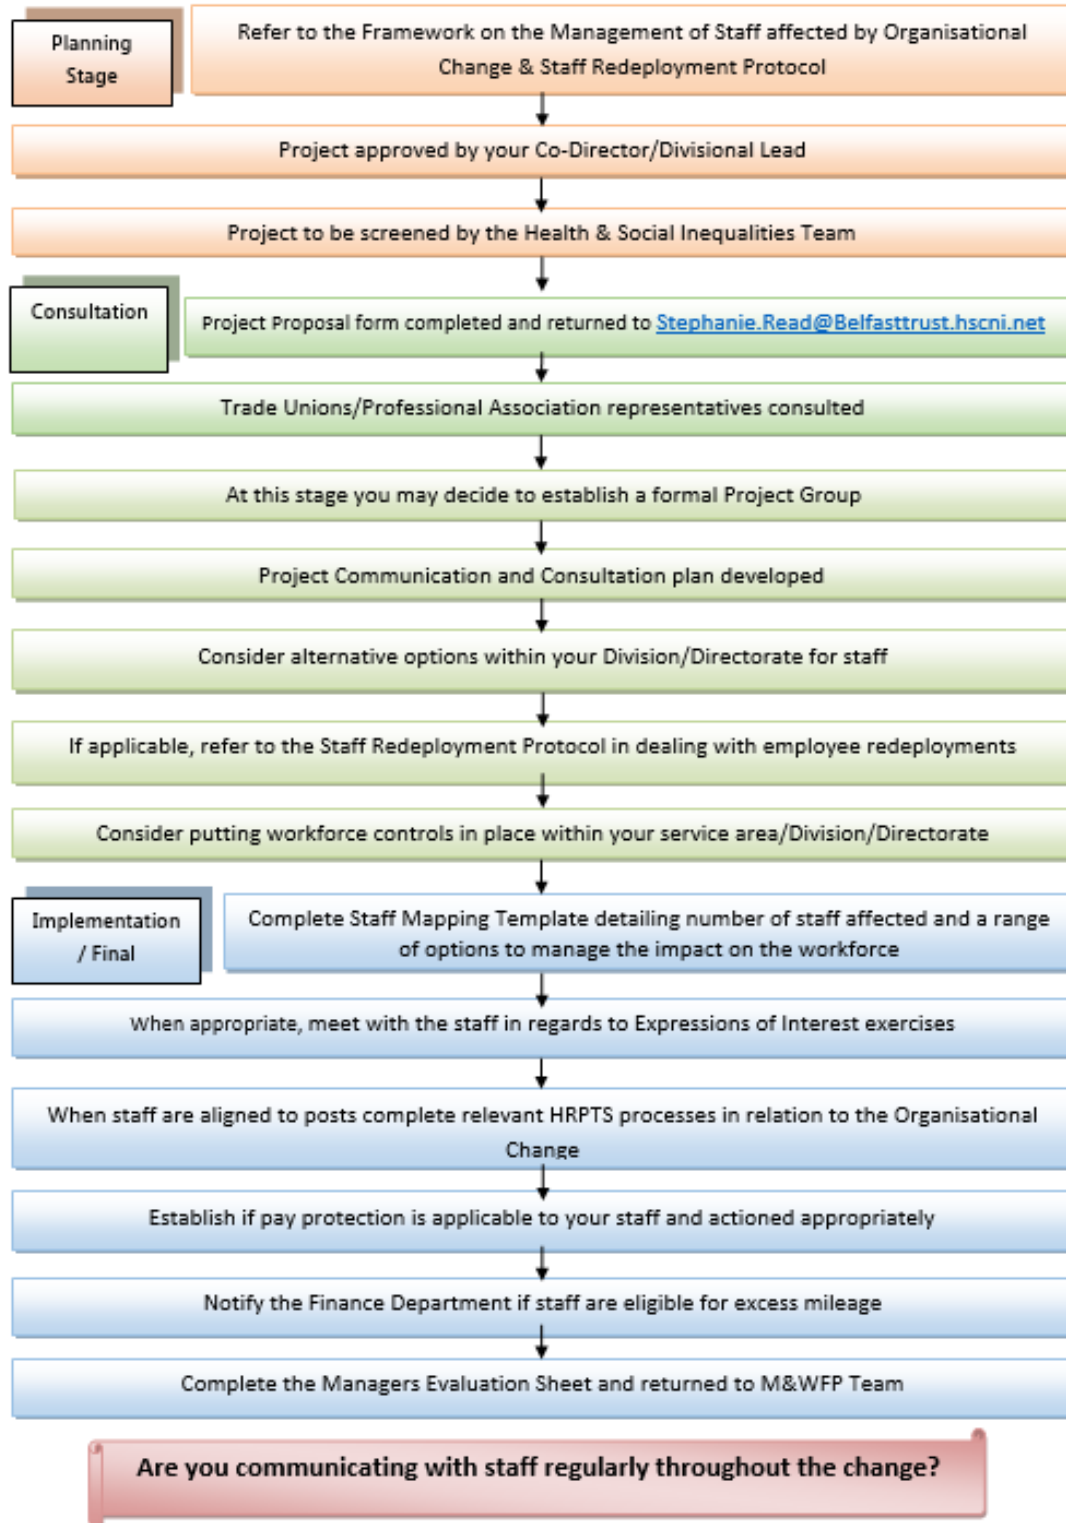 Planning
Stage
Refer to the Framework on the Management of Staff affected by Organisational
Change & Staff Redeployment Protocol
Project approved by your Co-Director/Divisional Lead
Project to be screened by the Health & Social Inequalities Team
Consultation
Project Proposal form completed and returned to Stephanie.Read@Belfasttrust.hscni.net
Trade Unions/Professional Association representatives consulted
At this stage you may decide to establish a formal Project Group
Project Communication and Consultation plan developed
Consider alternative options within your Division/Directorate for staff
If applicable, refer to the Staff Redeployment Protocol in dealing with employee redeployments
Consider putting workforce controls in place within your service area/Division/Directorate
Implementation
/ Final
Complete Staff Mapping Template detailing number of staff affected and a range
of options to manage the impact on the workforce
When appropriate, meet with the staff in regards to Expressions of Interest exercises
When staff are aligned to posts complete relevant HRPTS processes in relation to the Organisational
Change
Establish if pay protection is applicable to your staff and actioned appropriately
Notify the Finance Department if staff are eligible for excess mileage
Complete the Managers Evaluation Sheet and returned to M&WFP Team
Are you communicating with staff regularly throughout the change?